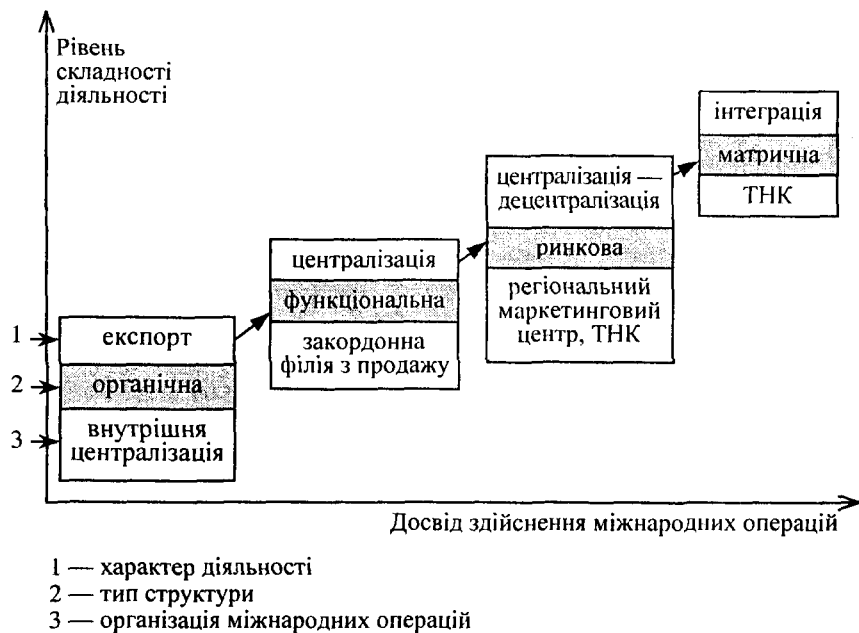 Рівень
складності
діяльності
інтеграція
матрична
ТНК
централізація —
децентралізація
ринкова
регіональний
маркетинговий
центр, ТНК
централізація
функціональна
закордонна
філія з продажу
1
експорт
2
органічна
3
внутрішня
централізація
Досвід здійснення міжнародних операцій
1 — характер діяльності
2 — тип структури
3 — організація міжнародних операцій